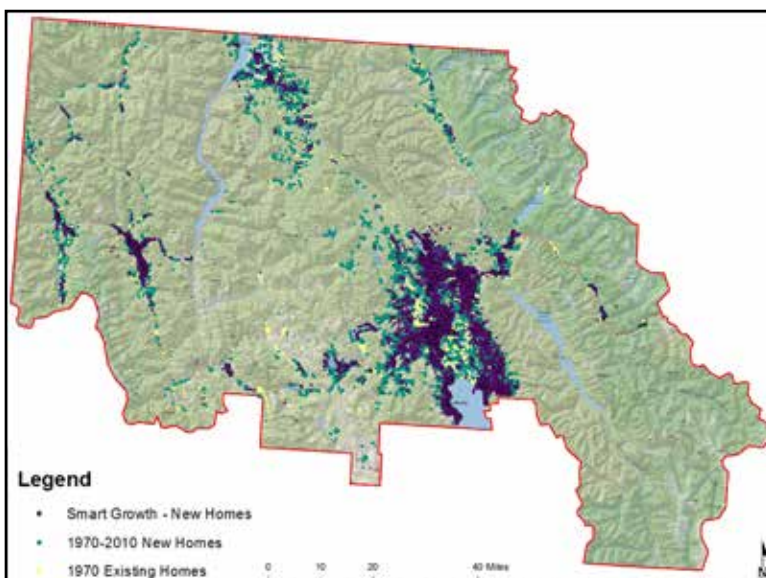 Legend
Smart Growth - New Homes
1970-2010 New Homes
1970 Existing Homes
0 10 20 40 Miles
N